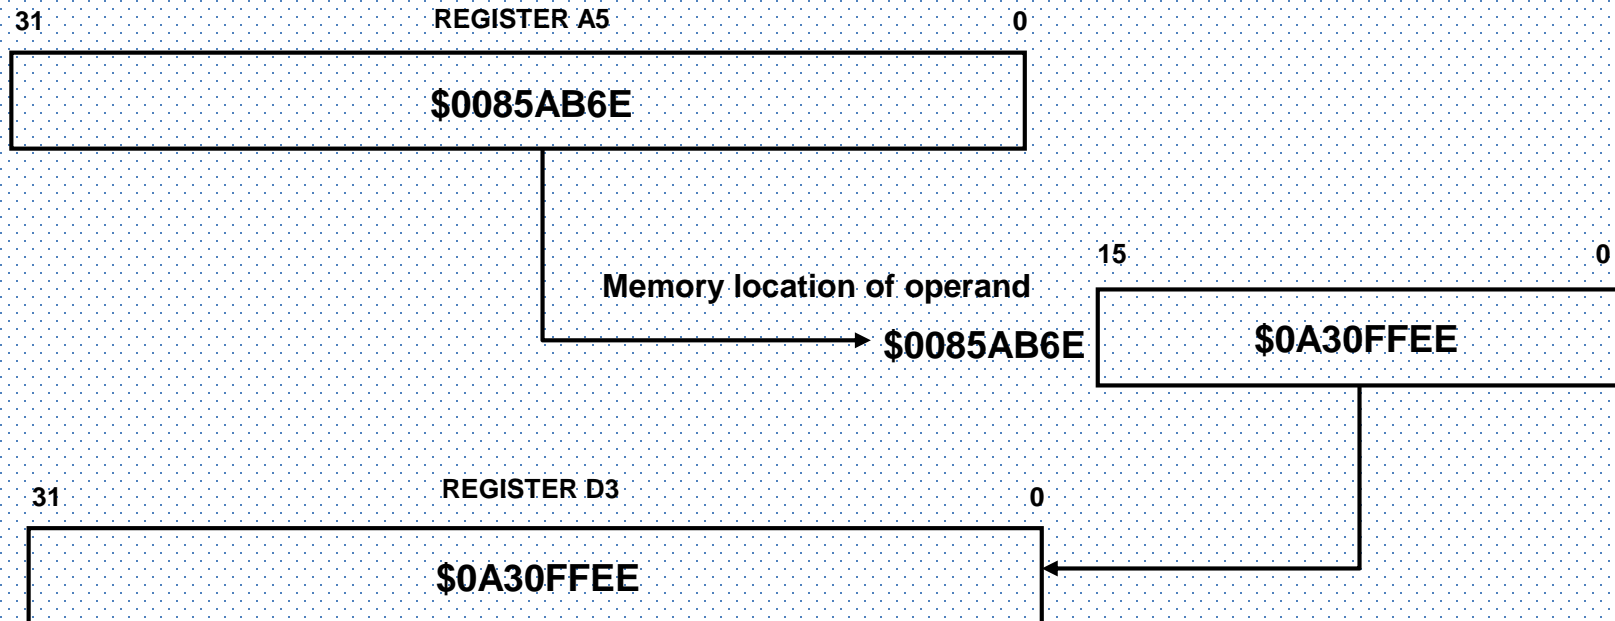 31 REGISTER A5 0
$0085AB6E
15 0
Memory location of operand
$0085AB6E $0A30FFEE
31 REGISTER D3 0
$0A30FFEE